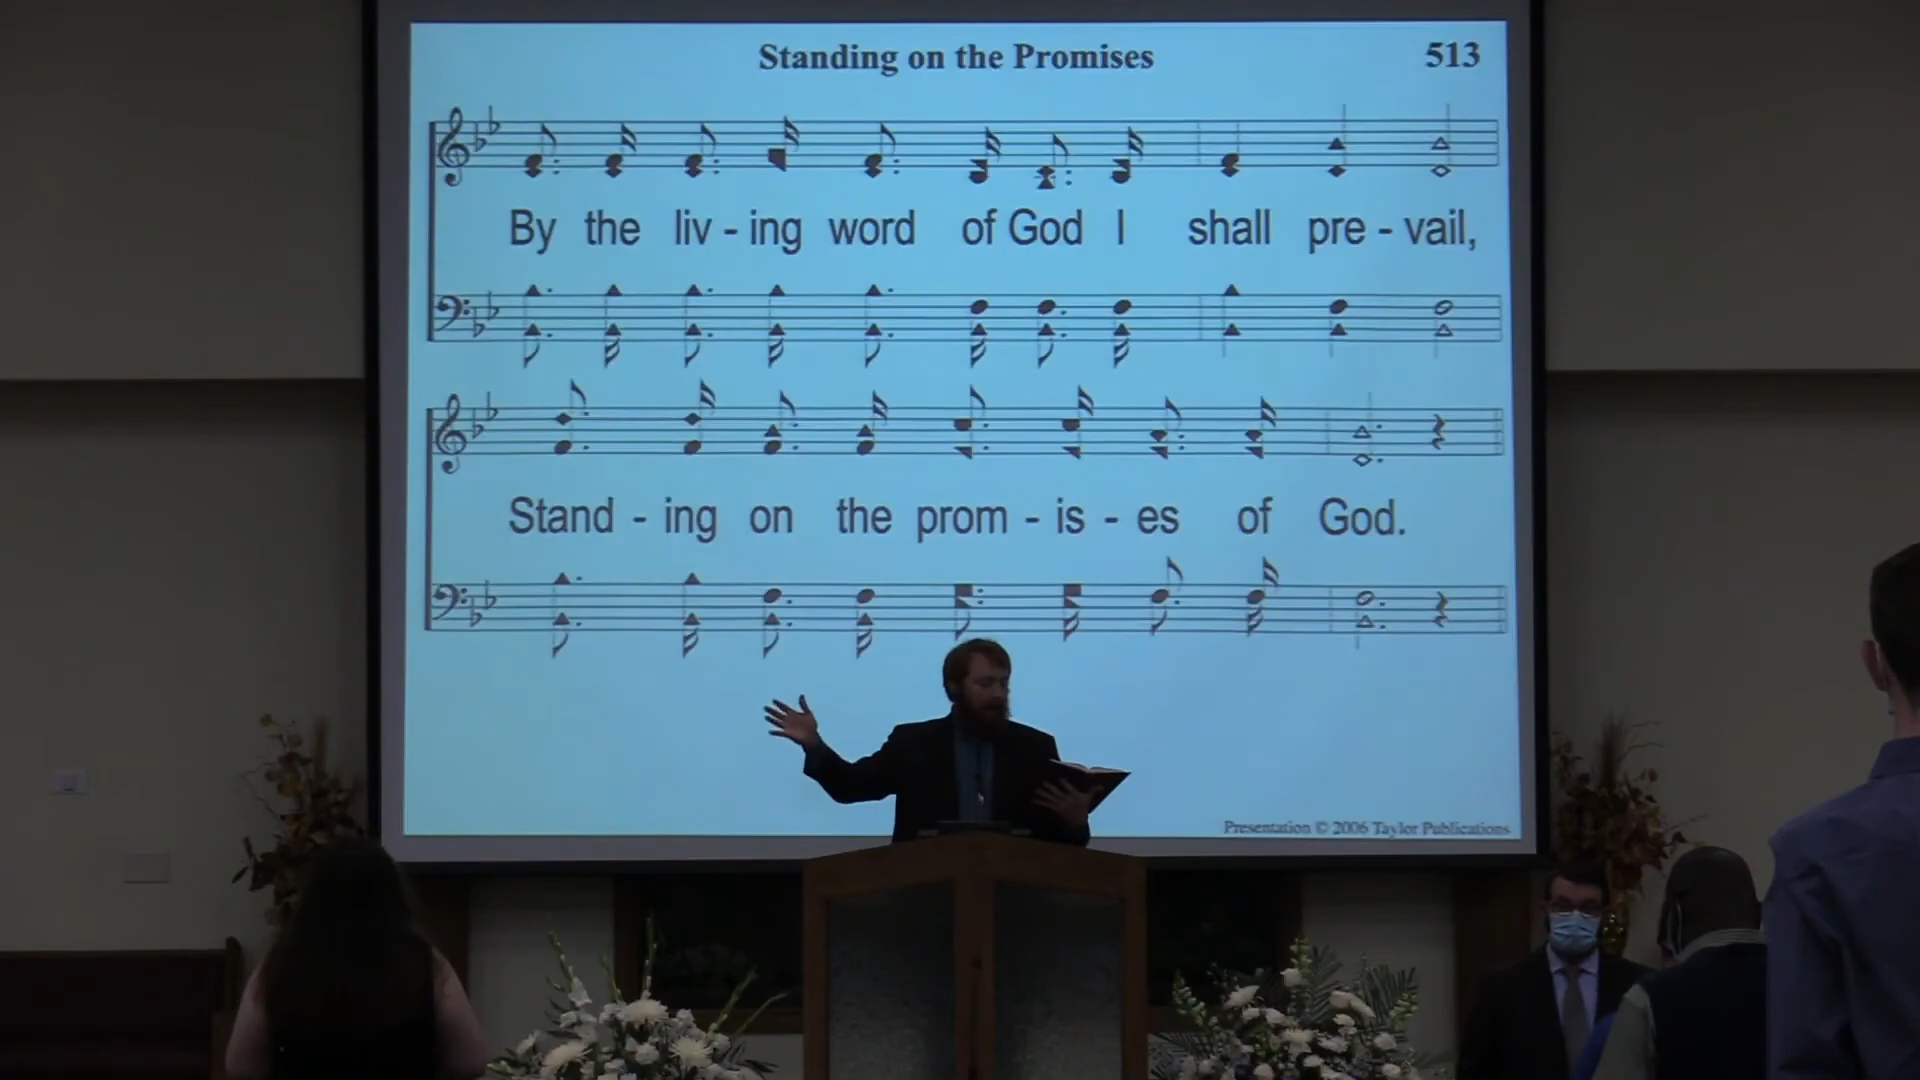 Standing on the Promises 513
By the liv - ing word of God I shall pre - vail,
Stand - ing on the prom - is - es of God.
Presentation © 2006 Taylor Publications